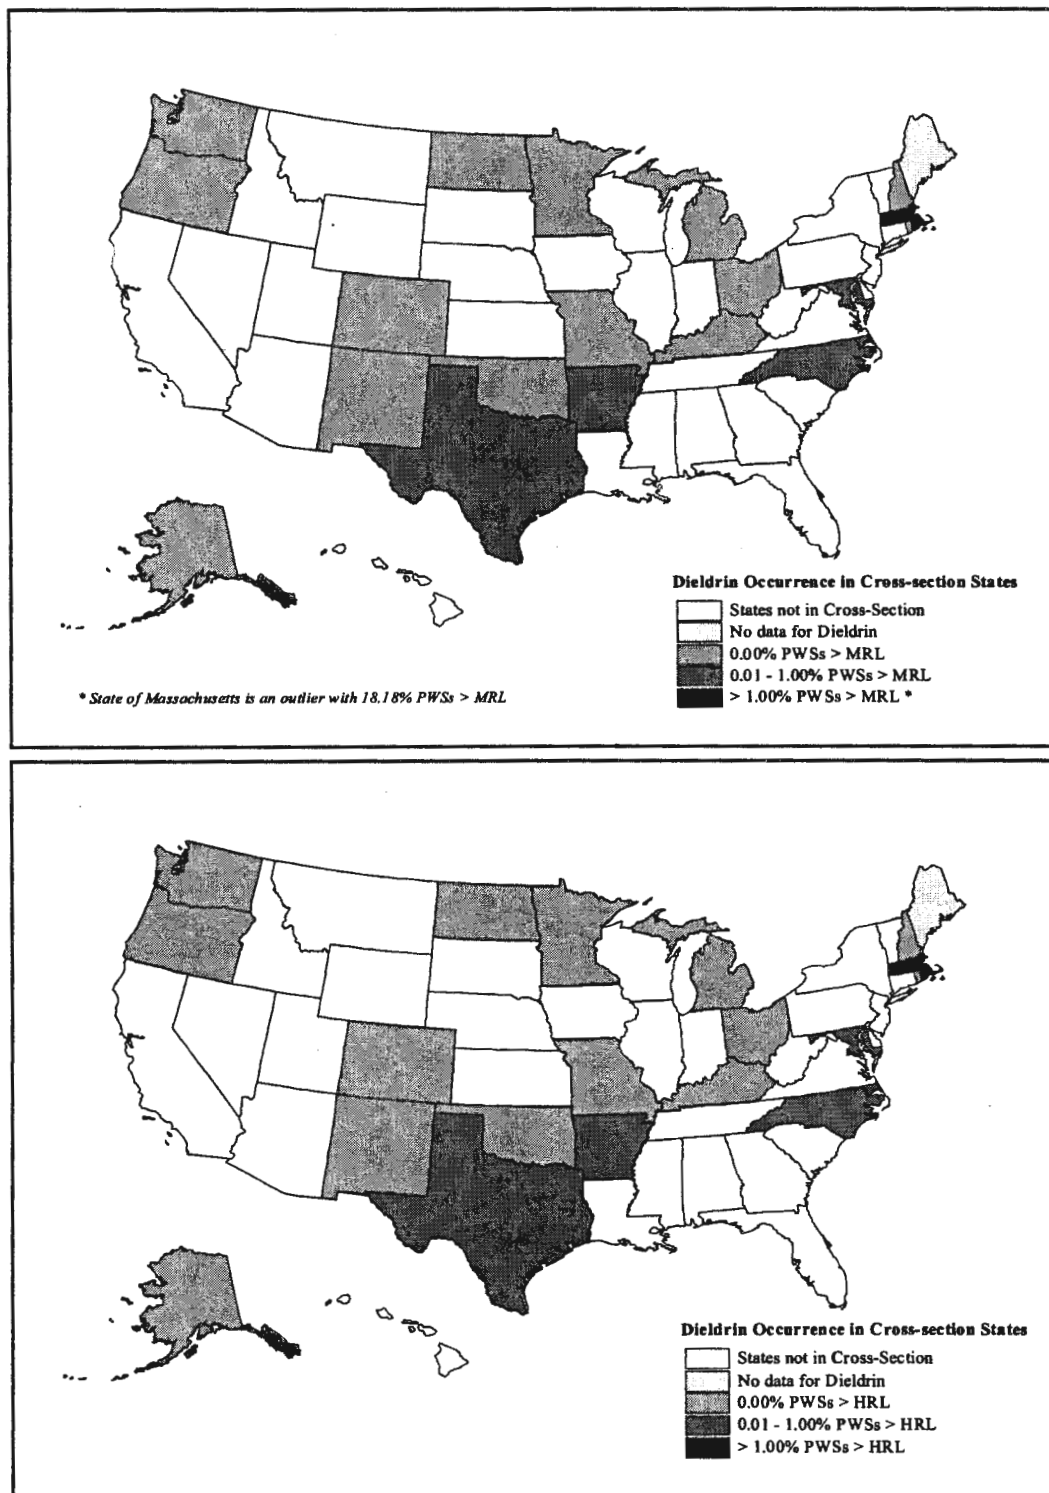 Dieldrin Occurrence in Cross-section States
States not in Cross-Section
No data for Dieldrin
0.00% PWSs > MRL
0.01 - 1.00% PWSs > MRL
> 1.00% PWSs > MRL *
* State of Massachusetts is an outlier with 18.18% PWSs > MRL
Dieldrin Occurrence in Cross-section States
States not in Cross-Section
No data for Dieldrin
0.00% PWSs > HRL
0.01 - 1.00% PWSs > HRL
> 1.00% PWSs > HRL